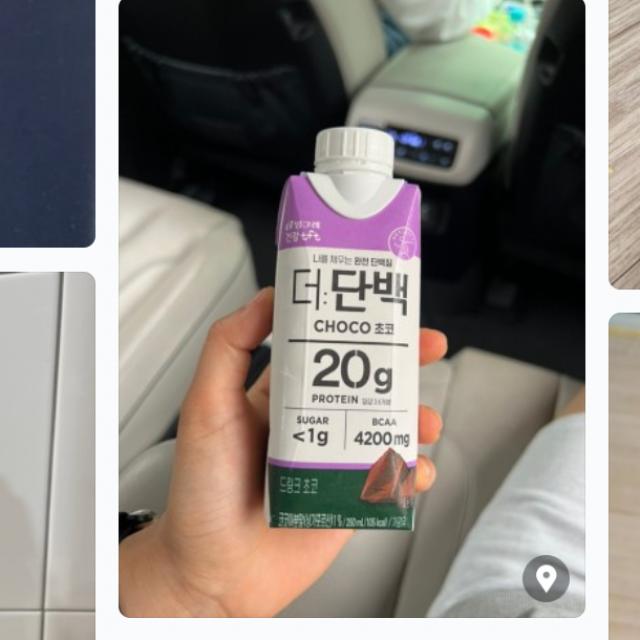 나를 채우는 완전 단백질
더:단백
CHOCO 초코
20g
PROTEIN
SUGAR
<1g
BCAA
4200mg
드링크 초코